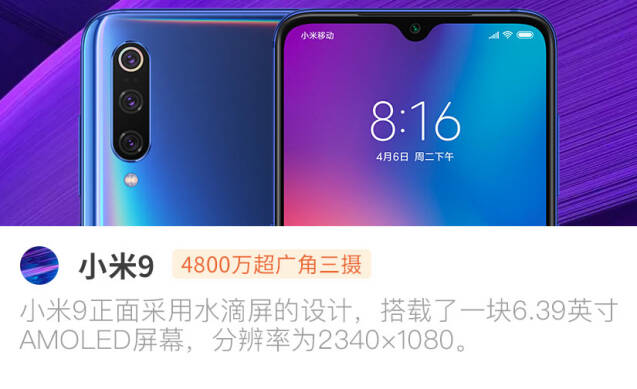 小米移动
8:16
4月6日 周二下午
小米9 4800万超广角三摄
小米9正面采用水滴屏的设计，搭载了一块6.39英寸
AMOLED屏幕，分辨率为2340×1080。